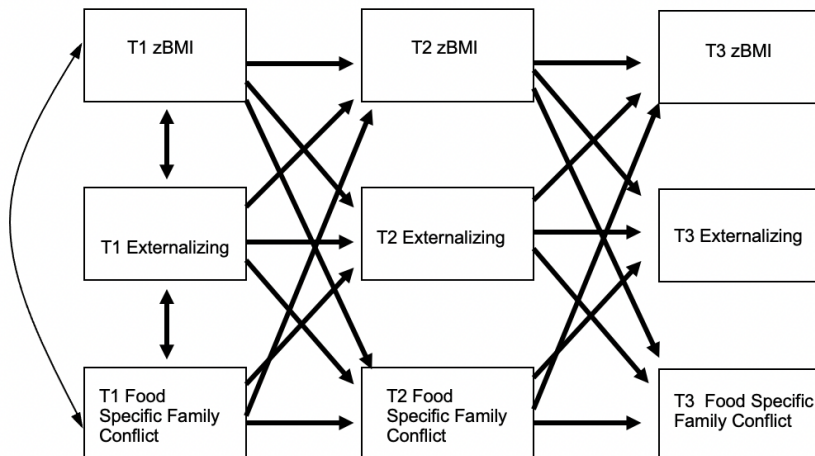 T1 zBMI
T2 zBMI
T3 zBMI
T1 Externalizing
T2 Externalizing
T3 Externalizing
T1 Food
Specific Family
Conflict
T2 Food
Specific Family
Conflict
T3  Food Specific
Family Conflict